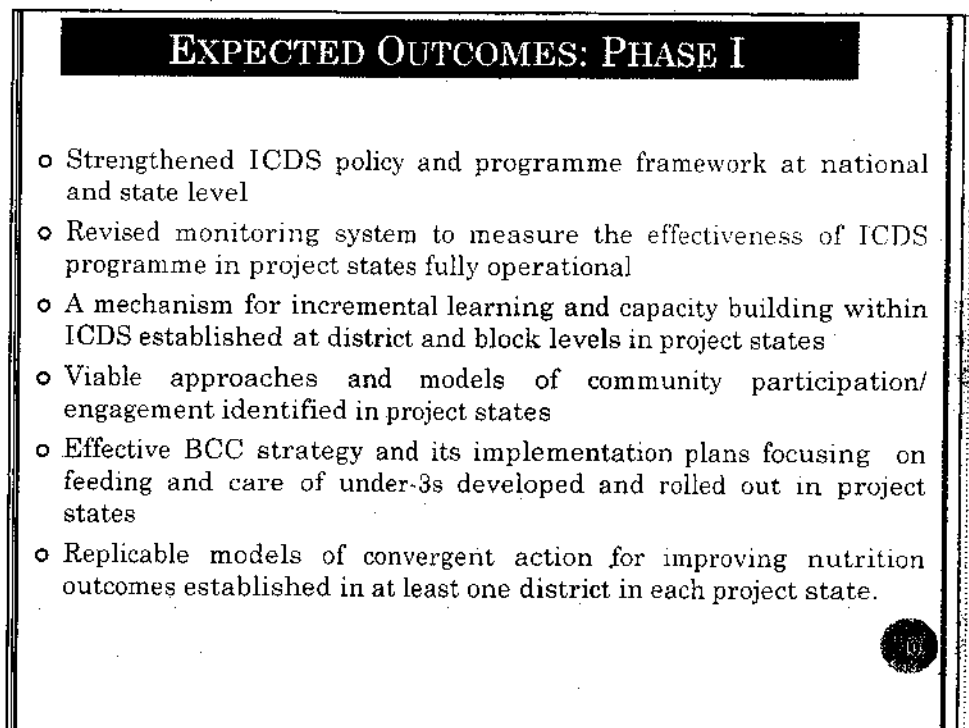 EXPECTED OUTCOMES: PHASE I
o Strengthened ICDS policy and programme framework at national
and state level
o Revised monitoring system to measure the effectiveness of ICDS
programme in project states fully operational
o A mechanism for incremental learning and capacity building within
ICDS established at district and block levels in project states
o Viable approaches and models of community participation/
engagement identified in project states
o Effective BCC strategy and its implementation plans focusing on
feeding and care of under-3s developed and rolled out in project
states
o Replicable models of convergent action for improving nutrition
outcomes established in at least one district in each project state.